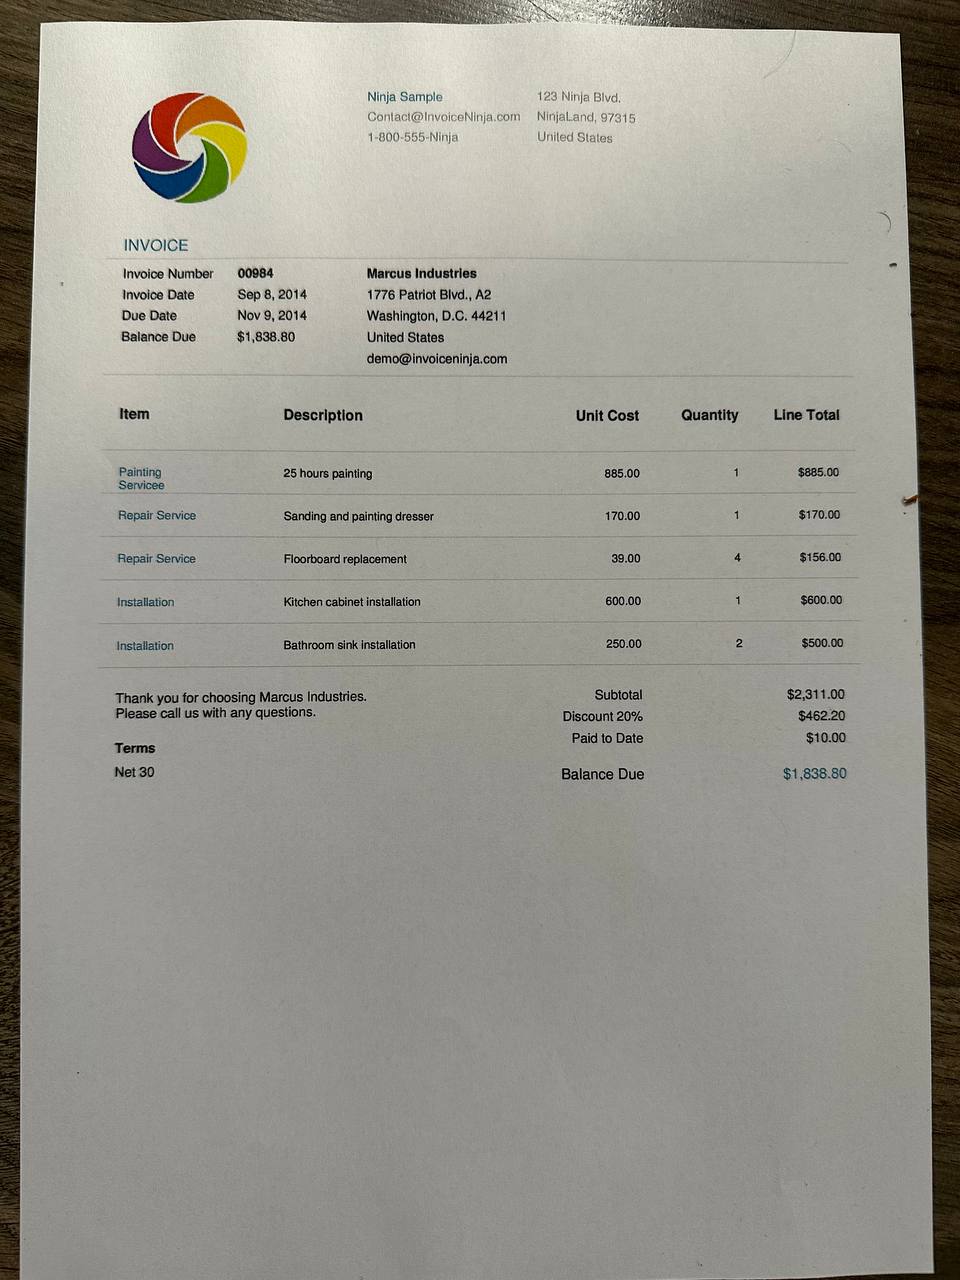 Ninja Sample
Contact@InvoiceNinja.com
1-800-555-Ninja
123 Ninja Blvd.
NinjaLand, 97315
United States
INVOICE
Invoice Number 00984
Invoice Date Sep 8, 2014
Due Date Nov 9, 2014
Balance Due $1,838.80
Marcus Industries
1776 Patriot Blvd., A2
Washington, D.C. 44211
United States
demo@invoiceninja.com
Item Description Unit Cost Quantity Line Total
Painting
Servicee 25 hours painting 885.00 1 $885.00
Repair Service Sanding and painting dresser 170.00 1 $170.00
Repair Service Floorboard replacement 39.00 4 $156.00
Installation Kitchen cabinet installation 600.00 1 $600.00
Installation Bathroom sink installation 250.00 2 $500.00
Thank you for choosing Marcus Industries.
Please call us with any questions.
Terms
Net 30
Subtotal $2,311.00
Discount 20% $462.20
Paid to Date $10.00
Balance Due $1,838.80